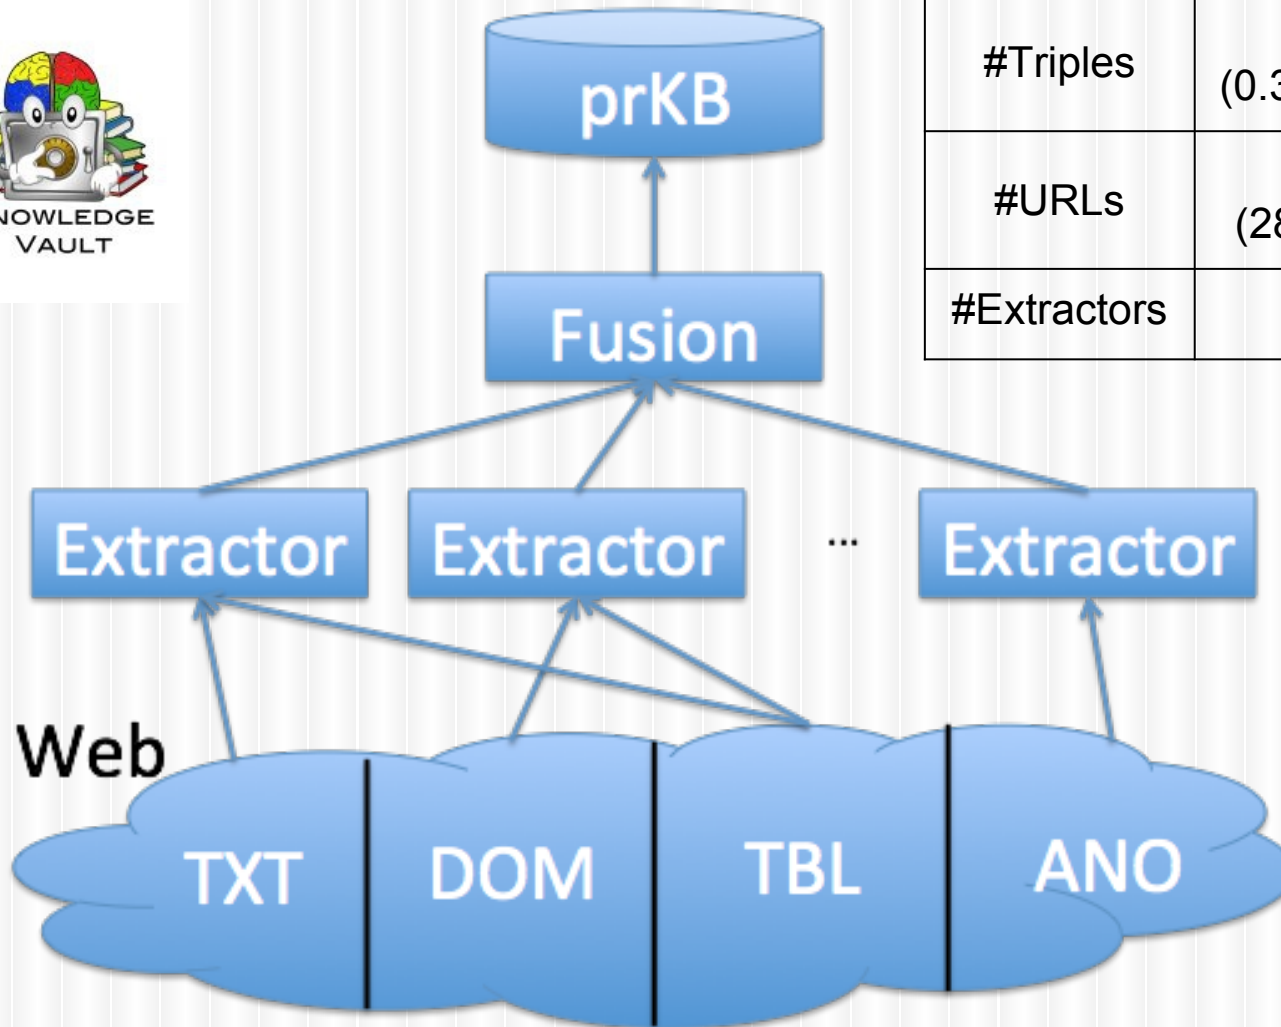 prKB
#Triples
(0.3
#URLs
(28
NOWLEDGE
VAULT
Fusion
#Extractors
Extractor Extractor ... Extractor
Web
TXT DOM TBL ANO